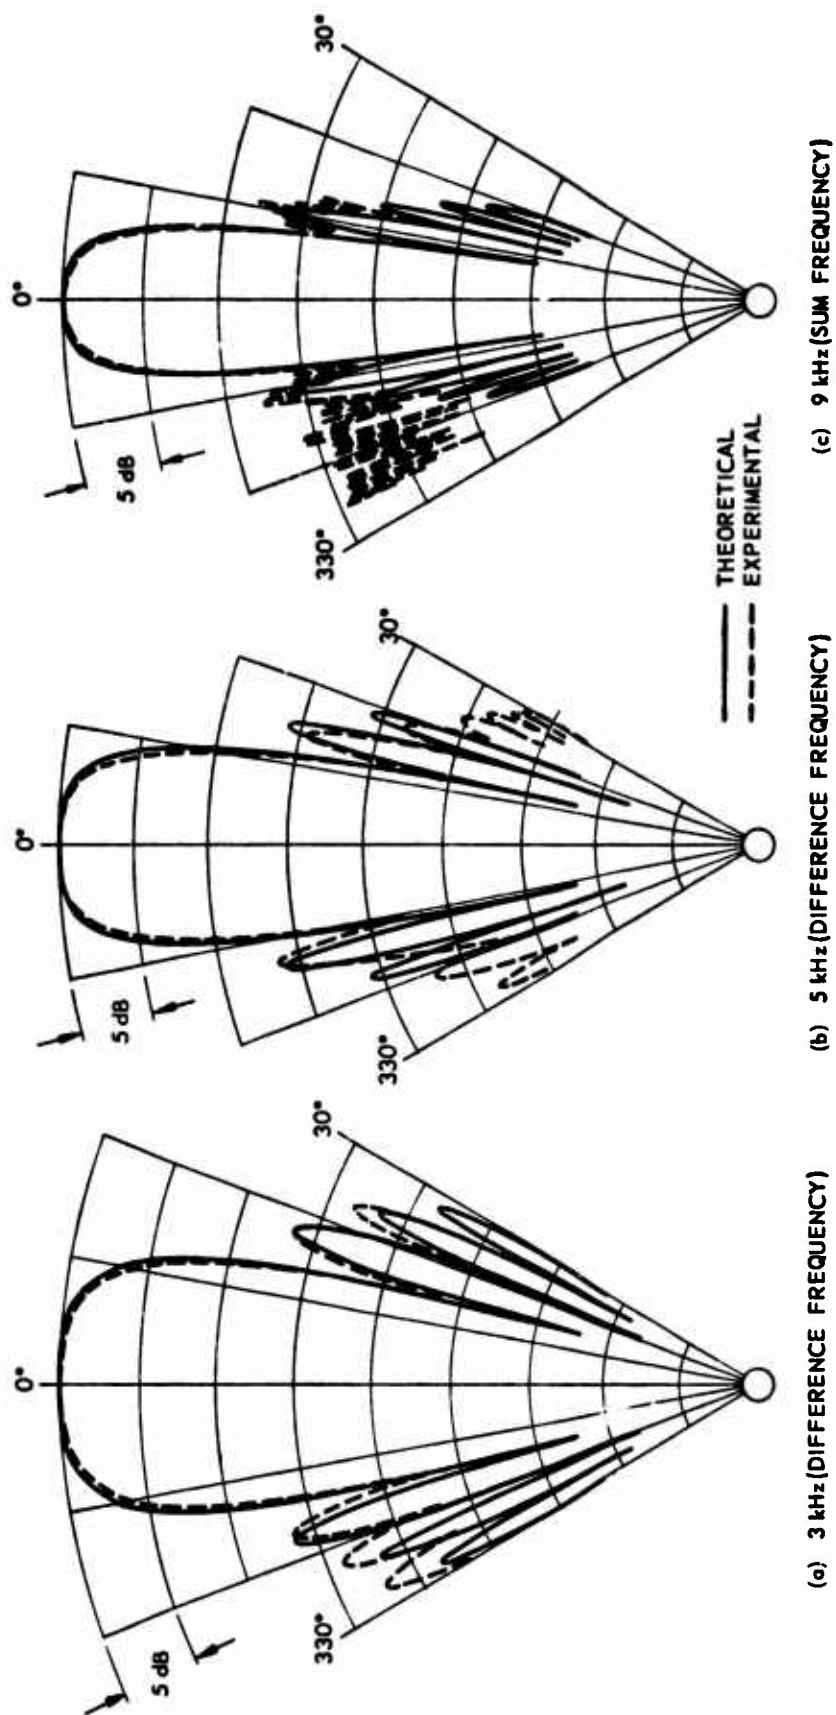 0°
330°
30°
5 dB
(a) 3 kHz (DIFFERENCE FREQUENCY)
0°
330°
30°
5 dB
(b) 5 kHz (DIFFERENCE FREQUENCY)
0°
330°
30°
5 dB
(c) 9 kHz (SUM FREQUENCY)
THEORETICAL
EXPERIMENTAL